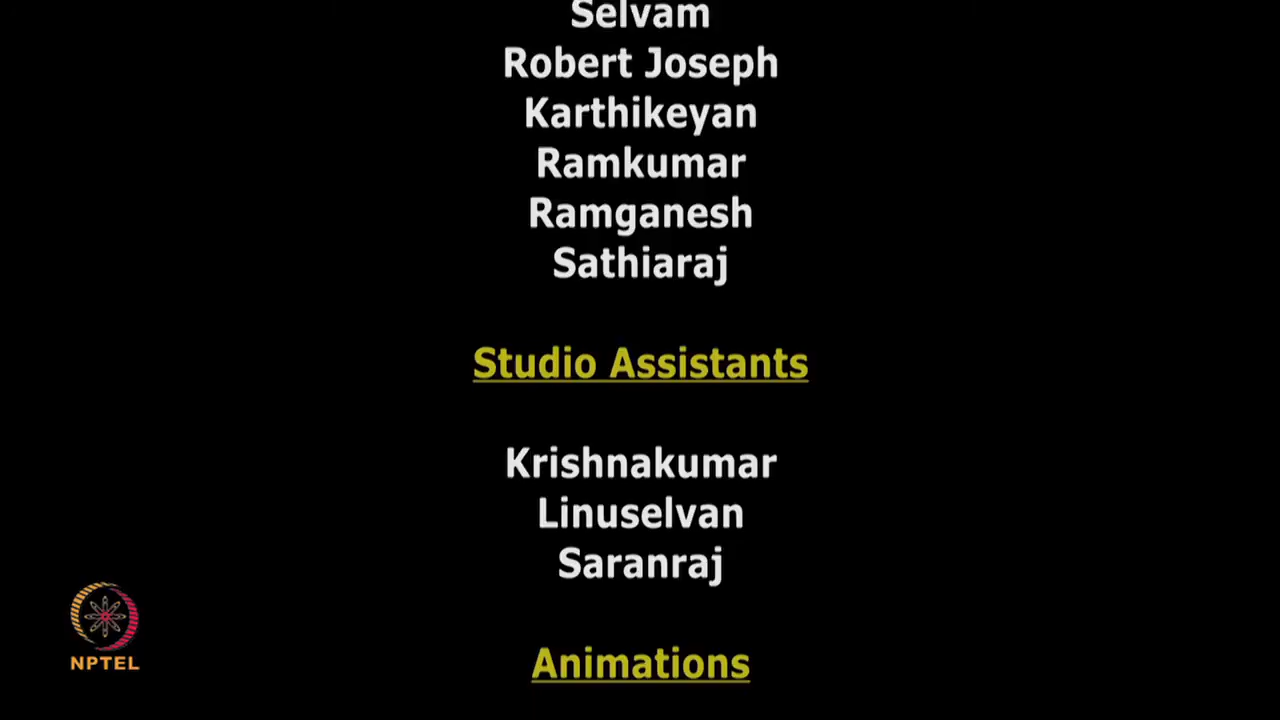 Selvam
Robert Joseph
Karthikeyan
Ramkumar
Ramganesh
Sathiaraj
Studio Assistants
Krishnakumar
Linuselvan
Saranraj
Animations
NPTEL